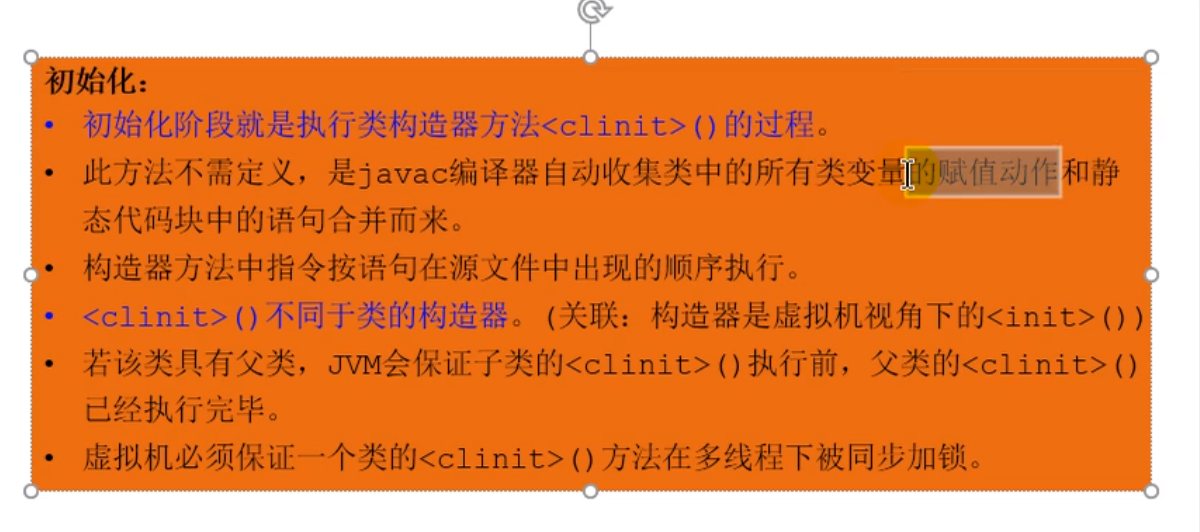 初始化：
• 初始化阶段就是执行类构造器方法<clinit>()的过程。
• 此方法不需定义，是javac编译器自动收集类中的所有类变量的赋值动作和静
态代码块中的语句合并而来。
• 构造器方法中指令按语句在源文件中出现的顺序执行。
• <clinit>()不同于类的构造器。(关联：构造器是虚拟机视角下的<init>())
• 若该类具有父类，JVM会保证子类的<clinit>()执行前，父类的<clinit>()
已经执行完毕。
• 虚拟机必须保证一个类的<clinit>()方法在多线程下被同步加锁。